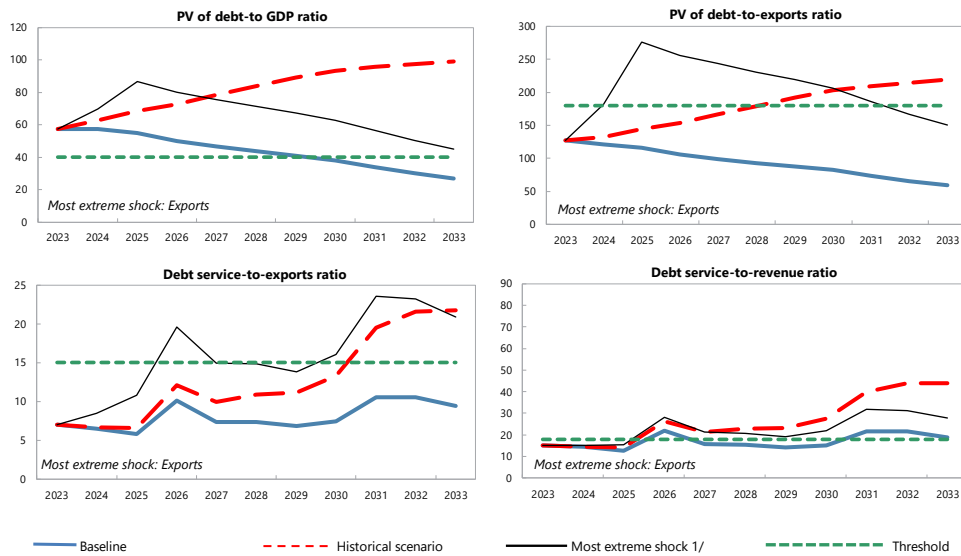 PV of debt-to GDP ratio
120
100
80
60
40
20
0
Most extreme shock: Exports
2023 2024 2025 2026 2027 2028 2029 2030 2031 2032 2033
PV of debt-to-exports ratio
300
250
200
150
100
50
0
Most extreme shock: Exports
2023 2024 2025 2026 2027 2028 2029 2030 2031 2032 2033
Debt service-to-exports ratio
25
20
15
10
5
0
Most extreme shock: Exports
2023 2024 2025 2026 2027 2028 2029 2030 2031 2032 2033
Debt service-to-revenue ratio
90
80
70
60
50
40
30
20
10
0
Most extreme shock: Exports
2023 2024 2025 2026 2027 2028 2029 2030 2031 2032 2033
Baseline Historical scenario Most extreme shock 1/ Threshold